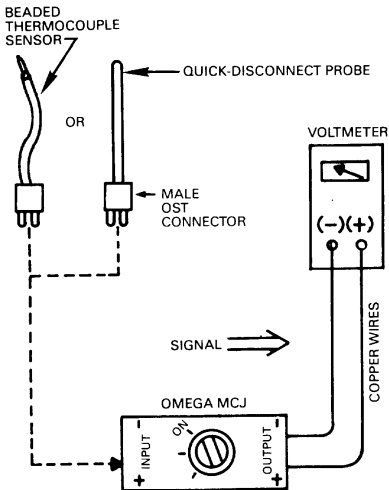 BEADED
THERMOCOUPLE
SENSOR
OR
QUICK-DISCONNECT PROBE
VOLTMETER
MALE
OST
CONNECTOR
(-)(+)
SIGNAL
COPPER WIRES
OMEGA MCJ
- INPUT +
ON
- OUTPUT +